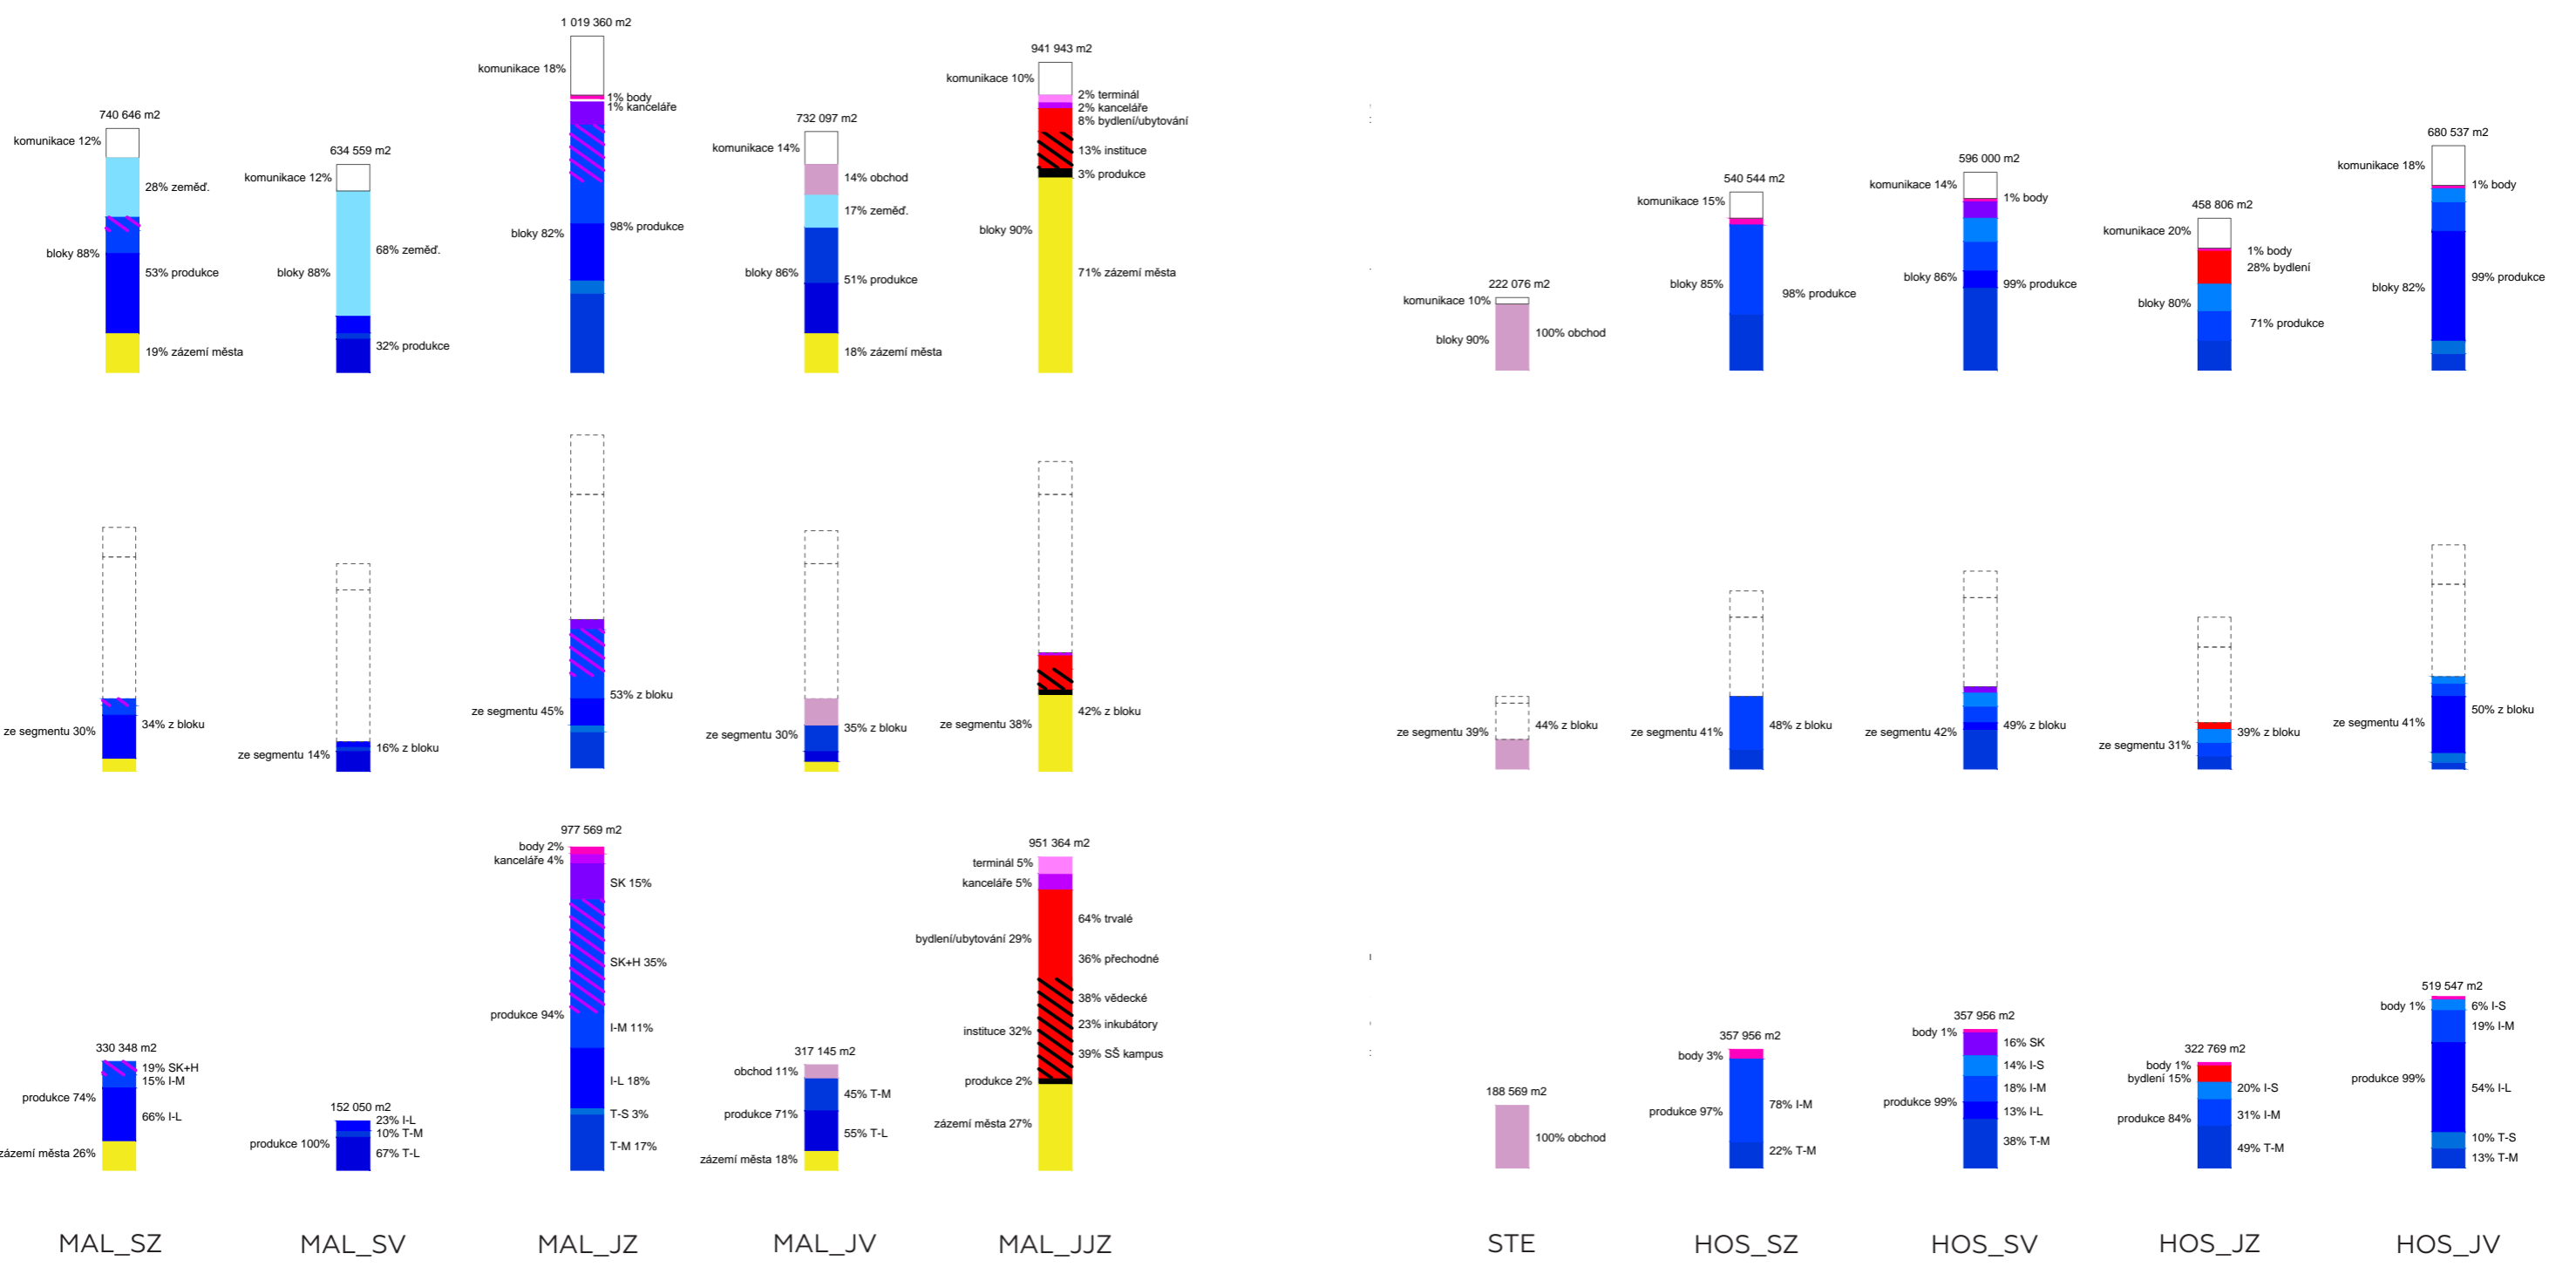 1 019 360 m2
komunikace 18%
1% body
1% kanceláře
bloky 82%
98% produkce
941 943 m2
komunikace 10%
2% terminál
2% kanceláře
8% bydlení/ubytování
13% instituce
3% produkce
bloky 90%
71% zázemí města
740 646 m2
komunikace 12%
28% zeměď.
bloky 88%
53% produkce
19% zázemí města
634 559 m2
komunikace 12%
68% zeměď.
bloky 88%
32% produkce
732 097 m2
komunikace 14%
14% obchod
17% zeměď.
bloky 86%
51% produkce
18% zázemí města
222 076 m2
komunikace 10%
bloky 90%
100% obchod
540 544 m2
komunikace 15%
bloky 85%
98% produkce
596 000 m2
komunikace 14%
1% body
bloky 86%
99% produkce
458 806 m2
komunikace 20%
1% body
28% bydlení
bloky 80%
71% produkce
680 537 m2
komunikace 18%
1% body
99% produkce
bloky 82%
ze segmentu 30%
34% z bloku
ze segmentu 14%
16% z bloku
ze segmentu 45%
53% z bloku
ze segmentu 30%
35% z bloku
ze segmentu 38%
42% z bloku
ze segmentu 39%
44% z bloku
ze segmentu 41%
48% z bloku
ze segmentu 42%
49% z bloku
ze segmentu 31%
39% z bloku
ze segmentu 41%
50% z bloku
330 348 m2
19% SK+H
15% I-M
produkce 74%
66% I-L
zázemí města 26%
152 050 m2
23% I-L
10% T-M
produkce 100%
67% T-L
977 569 m2
body 2%
kanceláře 4%
SK 15%
SK+H 35%
produkce 94%
I-M 11%
I-L 18%
T-S 3%
T-M 17%
317 145 m2
obchod 11%
45% T-M
produkce 71%
55% T-L
zázemí města 18%
951 364 m2
terminál 5%
kanceláře 5%
64% trvalé
bydlení/ubytování 29%
36% přechodné
38% vědecké
23% inkubátory
instituce 32%
39% SŠ kampus
produkce 2%
zázemí města 27%
188 569 m2
100% obchod
357 956 m2
body 3%
78% I-M
produkce 97%
22% T-M
357 956 m2
body 1%
16% SK
14% I-S
18% I-M
produkce 99%
13% I-L
38% T-M
322 769 m2
body 1%
bydlení 15%
20% I-S
31% I-M
produkce 84%
49% T-M
519 547 m2
body 1%
6% I-S
19% I-M
produkce 99%
54% I-L
10% T-S
13% T-M
MAL_SZ
MAL_SV
MAL_JZ
MAL_JV
MAL_JJZ
STE
HOS_SZ
HOS_SV
HOS_JZ
HOS_JV